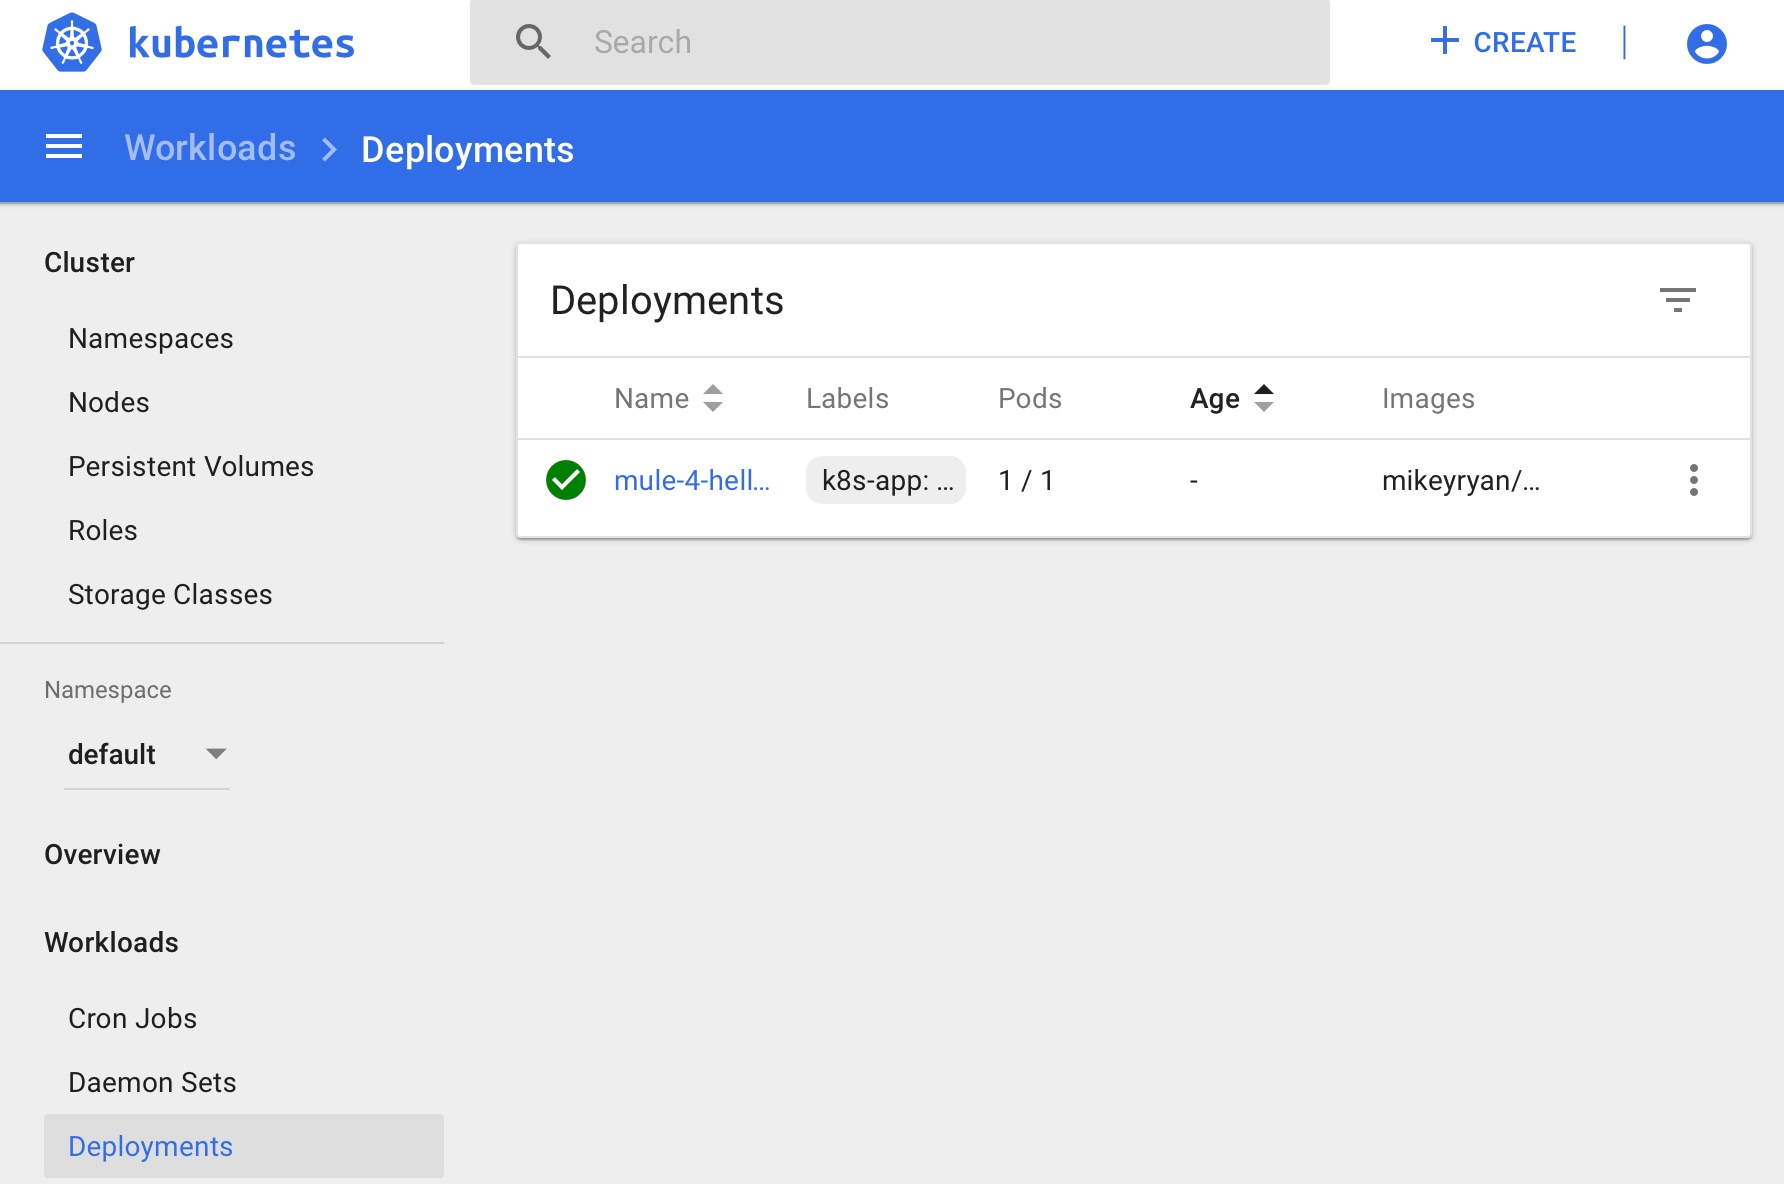 kubernetes
Search
CREATE
Workloads > Deployments
Cluster
Namespaces
Nodes
Persistent Volumes
Roles
Storage Classes
Namespace
default
Overview
Workloads
Cron Jobs
Daemon Sets
Deployments
Deployments
Name Labels Pods Age Images
mule-4-hell... k8s-app: ... 1 / 1 - mikeyryan/...